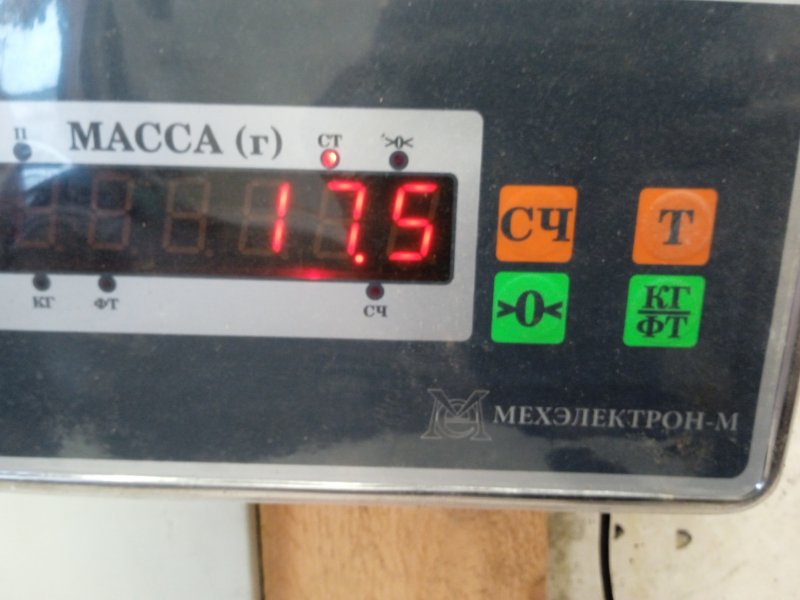 П МАССА (г) СТ >0<
17.5
КГ ФТ СЧ
СЧ Т
>0< КГ
ФТ
МЕХЭЛЕКТРОН-М